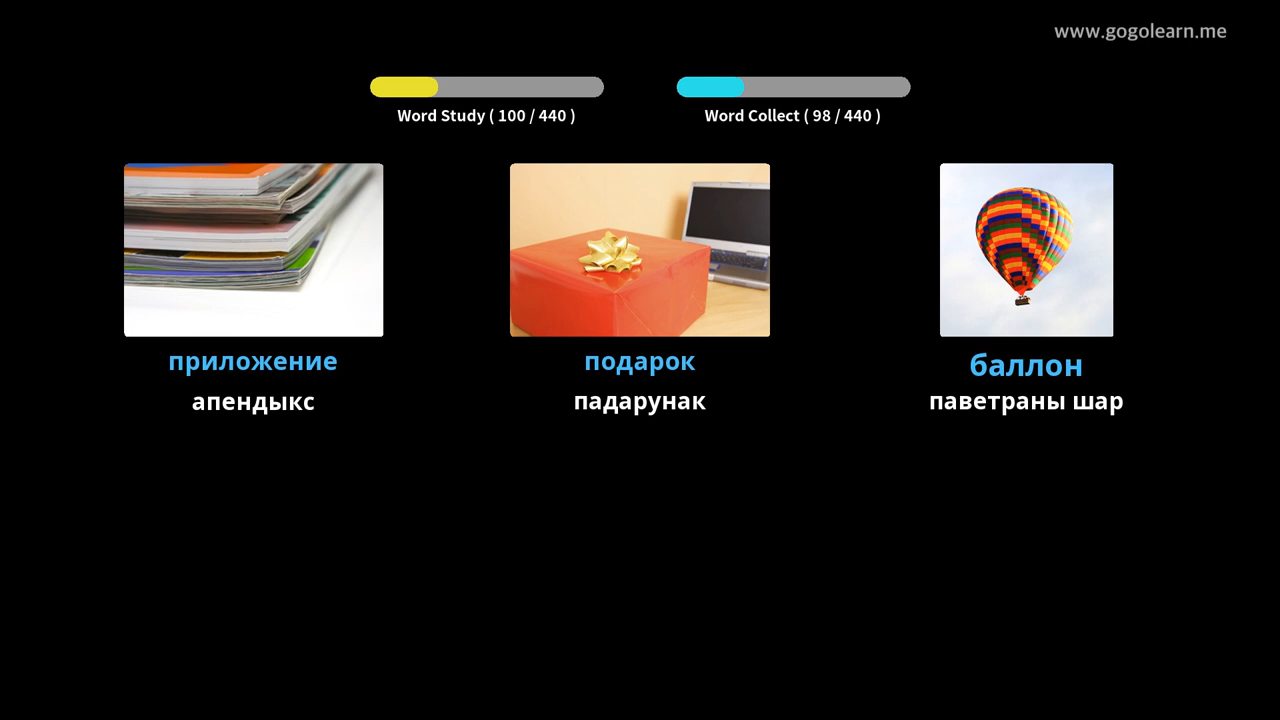 www.gogolearn.me
Word Study ( 100 / 440 )
Word Collect ( 98 / 440 )
приложение
апендыкс
подарок
падарунак
баллон
паветраны шар